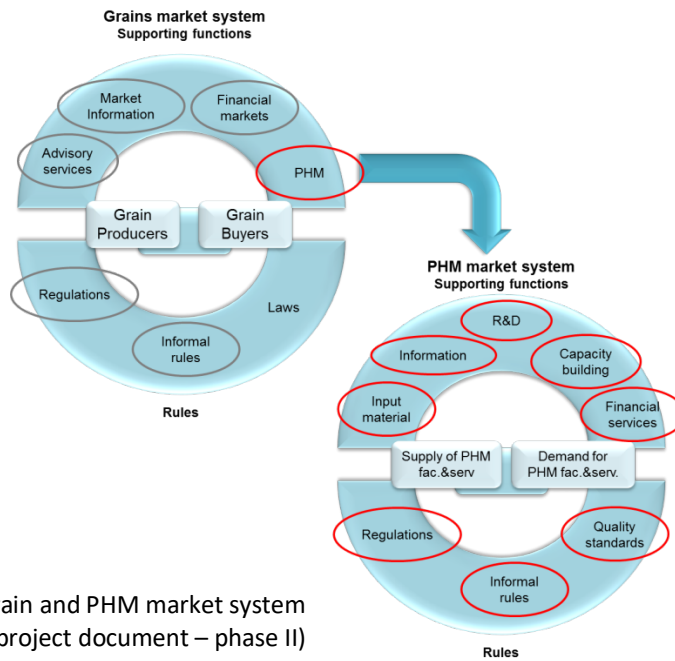 Grains market system
Supporting functions
Market
Information
Financial
markets
Advisory
services
PHM
Grain
Producers
Grain
Buyers
Regulations
Laws
Informal
rules
Rules
PHM market system
Supporting functions
R&D
Information
Capacity
building
Input
material
Financial
services
Supply of PHM
fac.&serv
Demand for
PHM fac.&serv.
Regulations
Quality
standards
Informal
rules
Rules
and PHM market system
project document – phase II)